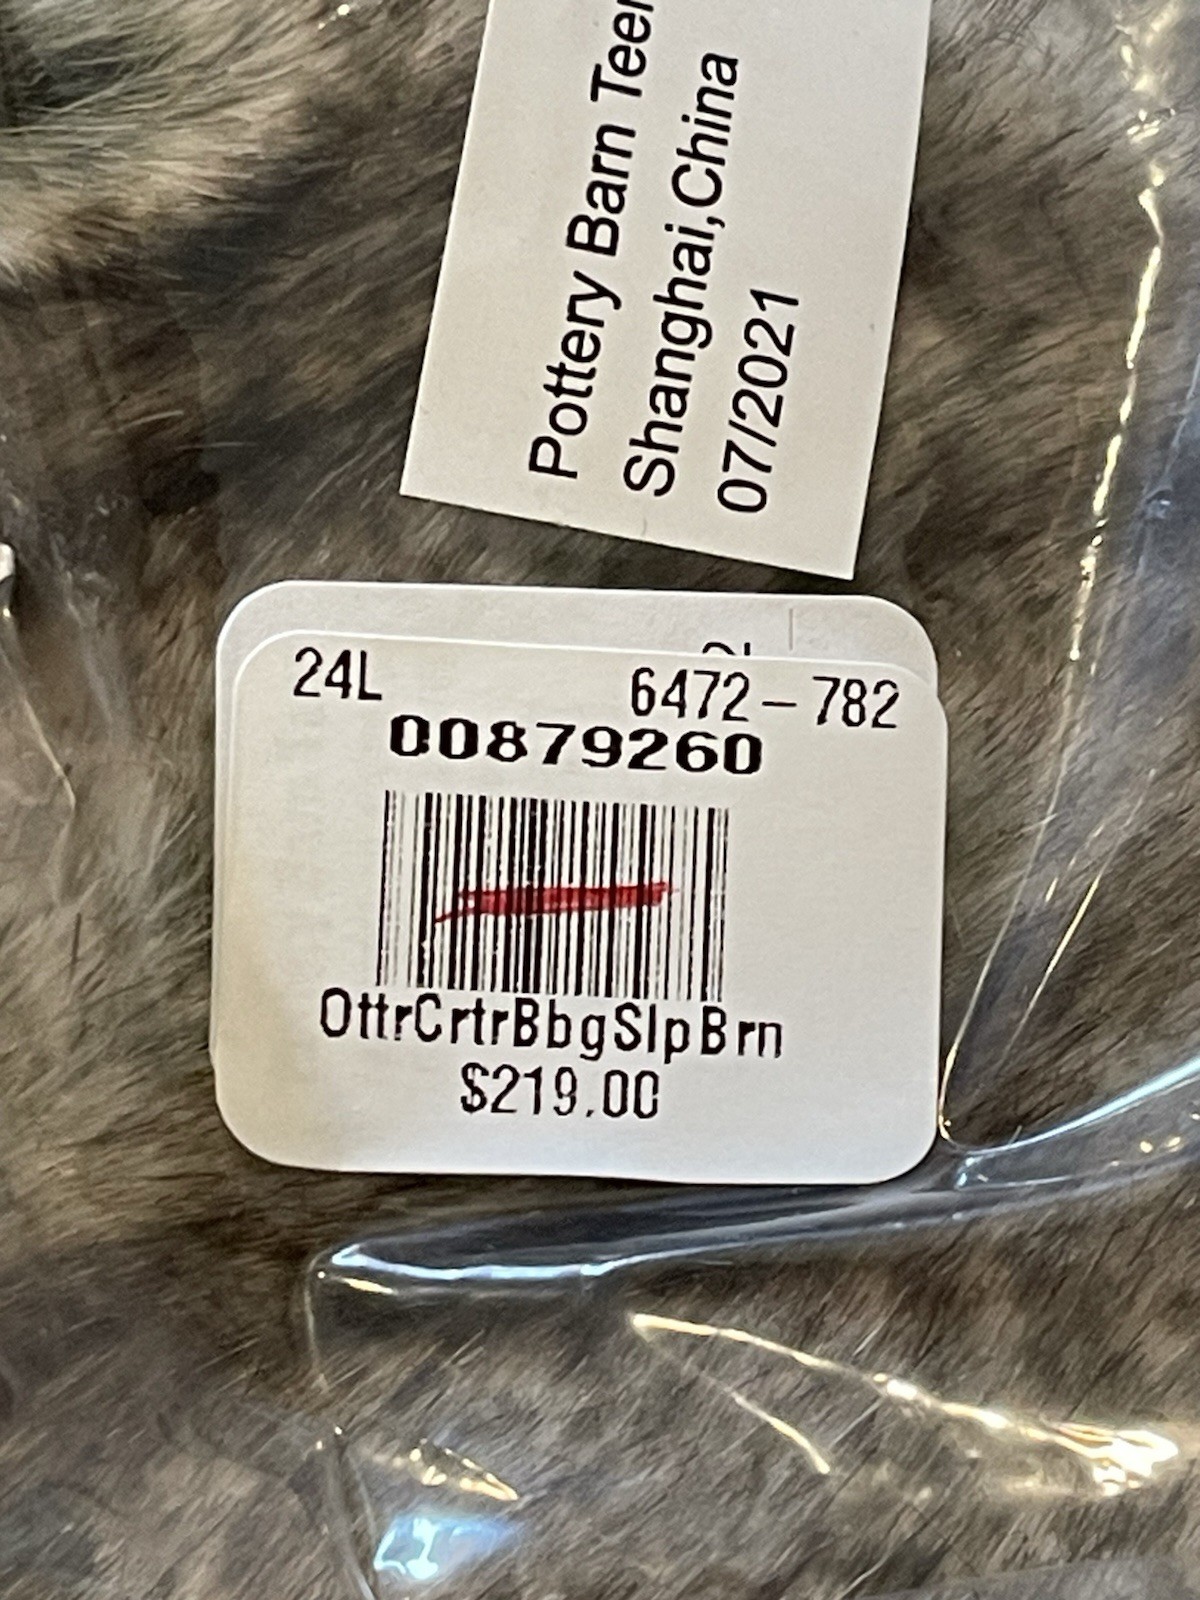 Pottery Barn Teen
Shanghai,China
07/2021
24L
6472-782
00879260
OttrCrtrBbgSlpBrn
$219.00